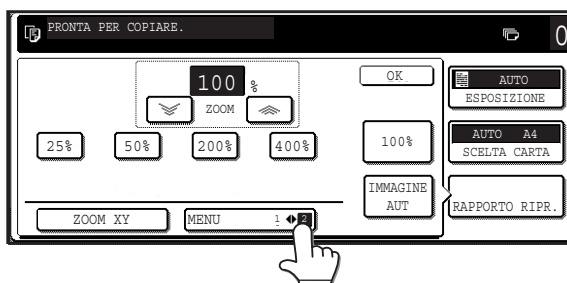 PRONTA PER COPIARE.
0
100 %
ZOOM
OK
AUTO
ESPOSIZIONE
25% 50% 200% 400%
100%
AUTO A4
SCELTA CARTA
IMMAGINE
AUT
RAPPORTO RIPR.
ZOOM XY
MENU 1 2